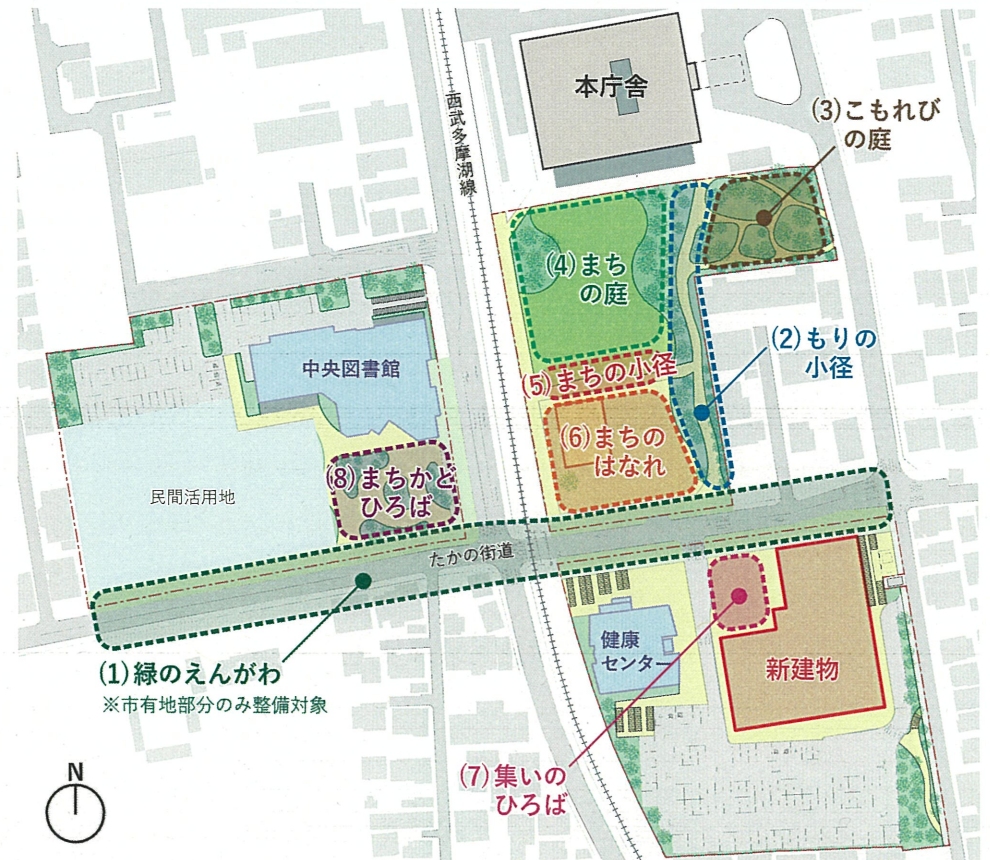 本庁舎
西武多摩湖線
(3)こもれび
の庭
(4)まち
の庭
(2)もりの
小径
中央図書館
(5)まちの小径
(6)まちの
はなれ
(8)まちかど
ひろば
民間活用地
たかの街道
(1)緑のえんがわ
※市有地部分のみ整備対象
健康
センター
新建物
(7)集いの
ひろば
N